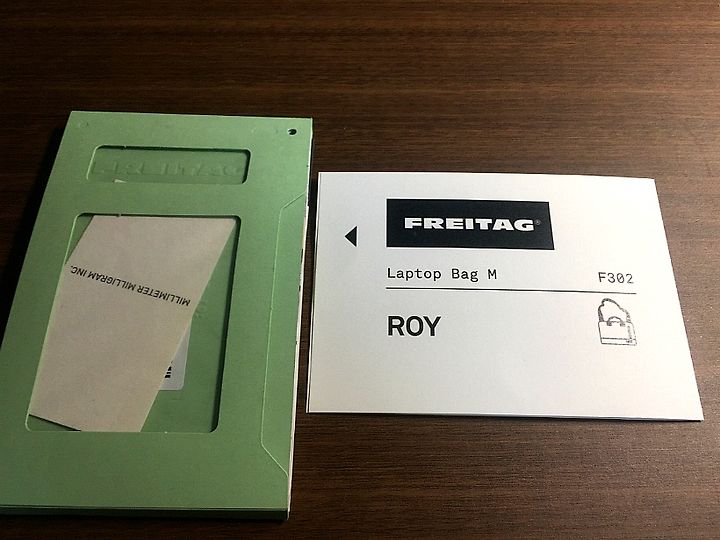 FREITAG
MILLIMETER MILLIGRAM INC.
FREITAG®
Laptop Bag M F302
ROY